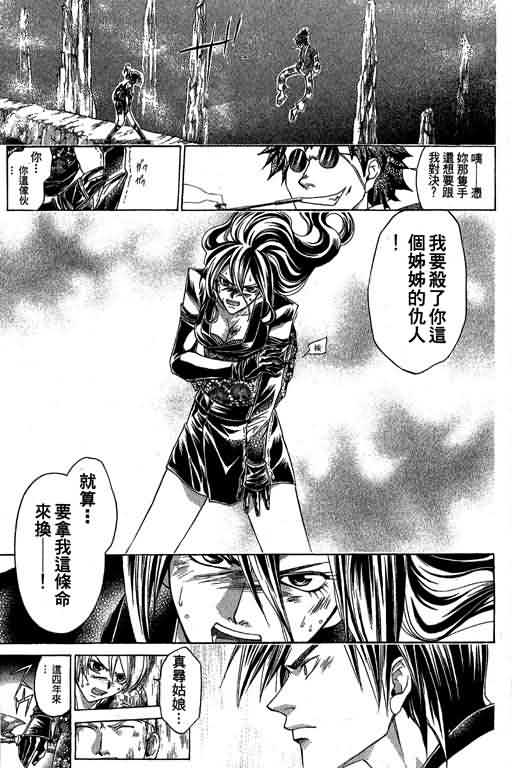 咦——憑
妳那隻手
還想要跟
我對決?
你…
你這傢伙
…
我要殺了你這
個姊姊的仇人
!
就算…
要拿我這條命
來換——!
真尋姑娘…
這四年來
…